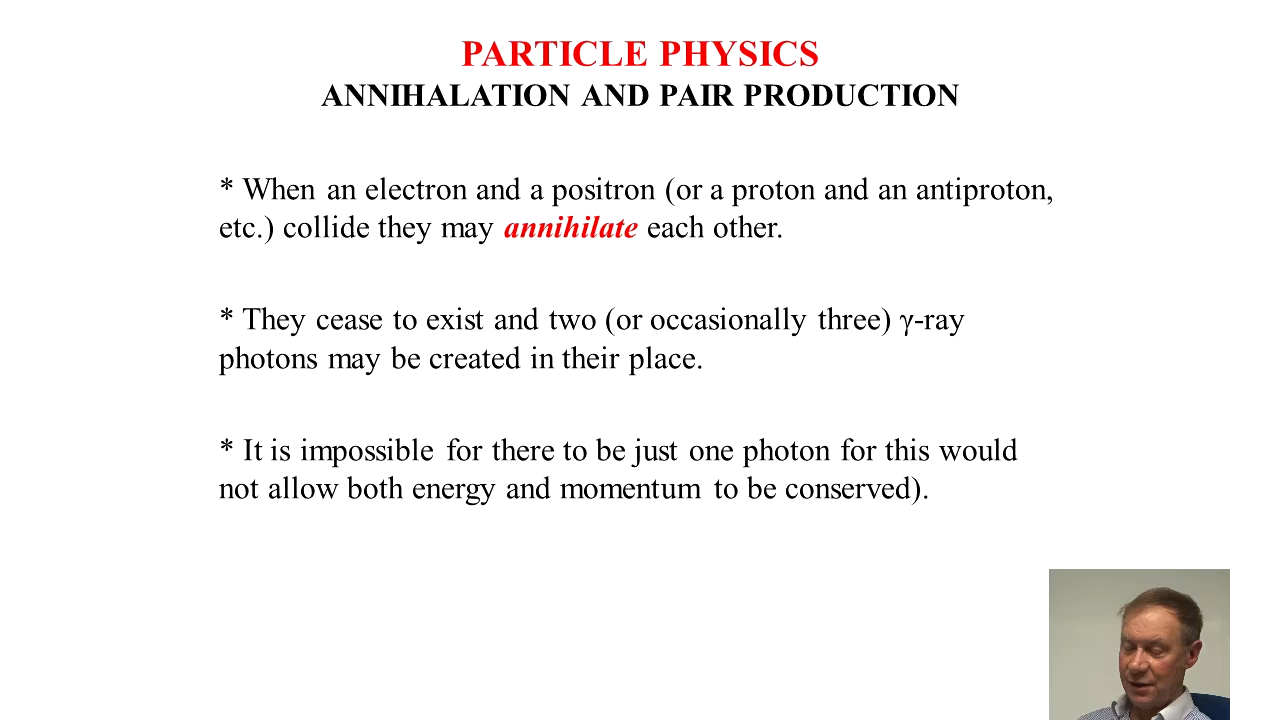 PARTICLE PHYSICS
ANNIHALATION AND PAIR PRODUCTION
* When an electron and a positron (or a proton and an antiproton,
etc.) collide they may annihilate each other.
* They cease to exist and two (or occasionally three) γ-ray
photons may be created in their place.
* It is impossible for there to be just one photon for this would
not allow both energy and momentum to be conserved).